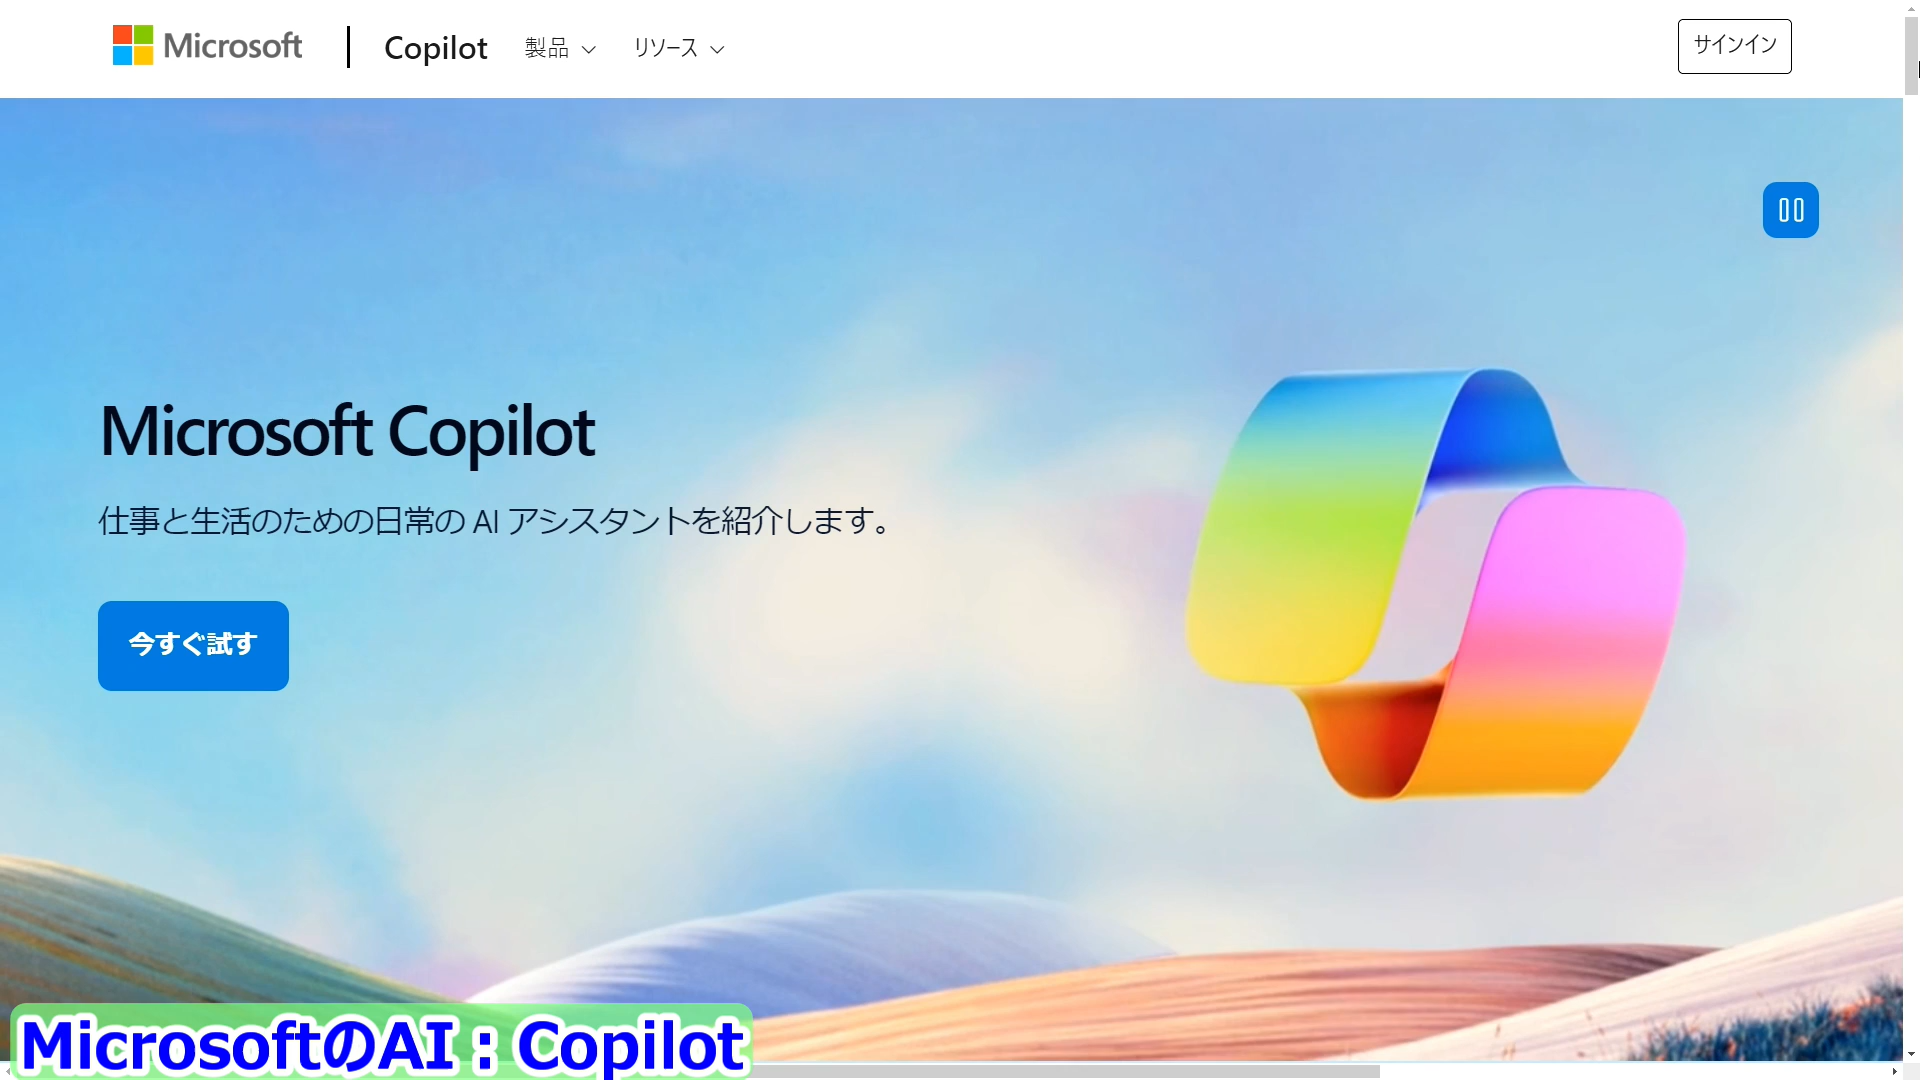 Microsoft
Copilot
製品
リソース
サインイン
Microsoft Copilot
仕事と生活のための日常の AI アシスタントを紹介します。
今すぐ試す
MicrosoftのAI：Copilot